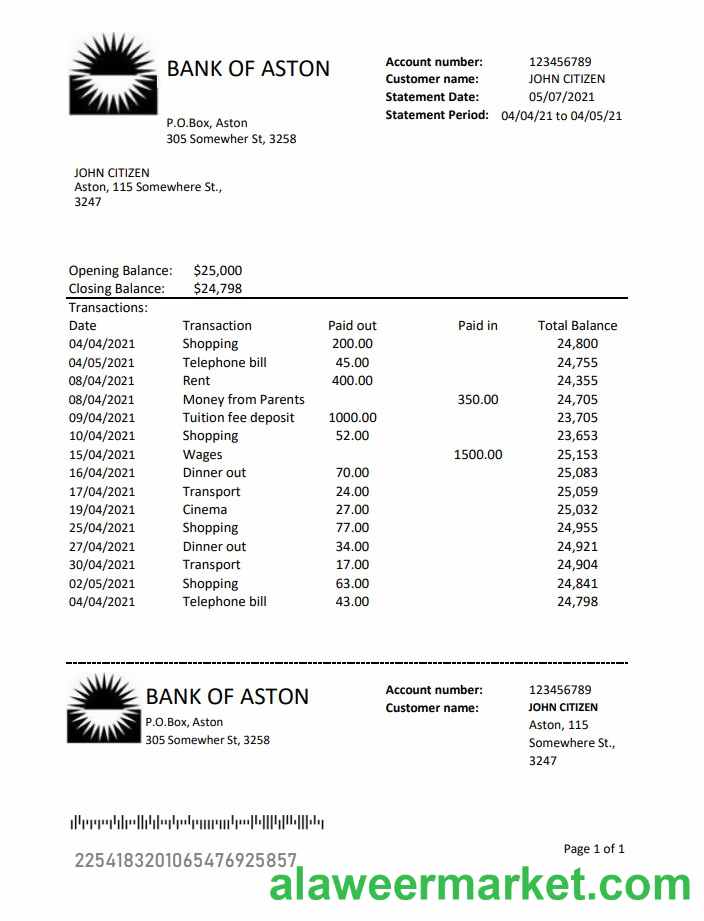 BANK OF ASTON
P.O.Box, Aston
305 Somewher St, 3258
Account number: 123456789
Customer name: JOHN CITIZEN
Statement Date: 05/07/2021
Statement Period: 04/04/21 to 04/05/21
JOHN CITIZEN
Aston, 115 Somewhere St.,
3247
Opening Balance: $25,000
Closing Balance: $24,798
Transactions:
Date Transaction Paid out Paid in Total Balance
04/04/2021 Shopping 200.00 24,800
04/05/2021 Telephone bill 45.00 24,755
08/04/2021 Rent 400.00 24,355
08/04/2021 Money from Parents 350.00 24,705
09/04/2021 Tuition fee deposit 1000.00 23,705
10/04/2021 Shopping 52.00 23,653
15/04/2021 Wages 1500.00 25,153
16/04/2021 Dinner out 70.00 25,083
17/04/2021 Transport 24.00 25,059
19/04/2021 Cinema 27.00 25,032
25/04/2021 Shopping 77.00 24,955
27/04/2021 Dinner out 34.00 24,921
30/04/2021 Transport 17.00 24,904
02/05/2021 Shopping 63.00 24,841
04/04/2021 Telephone bill 43.00 24,798
BANK OF ASTON
P.O.Box, Aston
305 Somewher St, 3258
Account number: 123456789
Customer name: JOHN CITIZEN
Aston, 115
Somewhere St.,
3247
Page 1 of 1
2254183201065476925857
alaweermarket.com